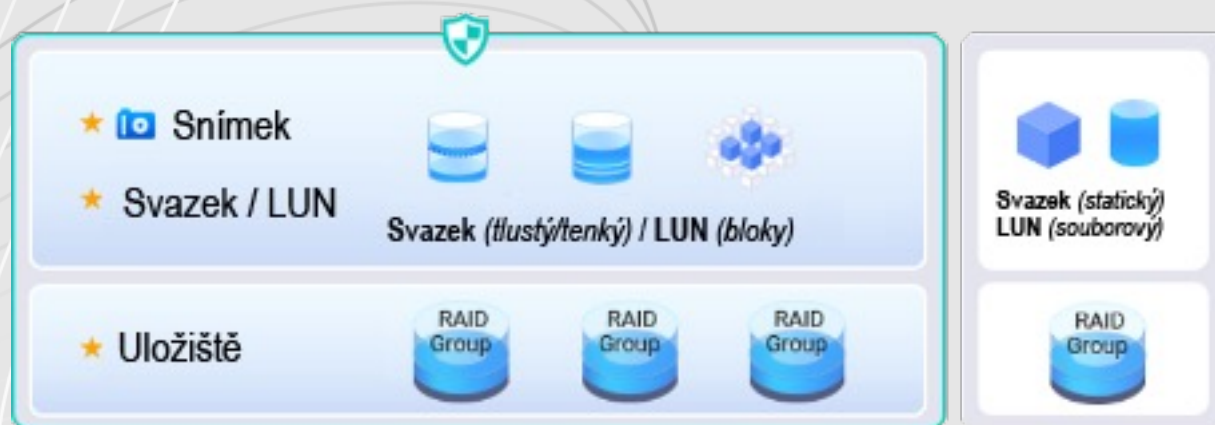 Snímek
Svazek / LUN
Svazek (tlustý/tenký) / LUN (bloky)
Uložiště
RAID
Group
RAID
Group
RAID
Group
Svazek (statický)
LUN (souborový)
RAID
Group